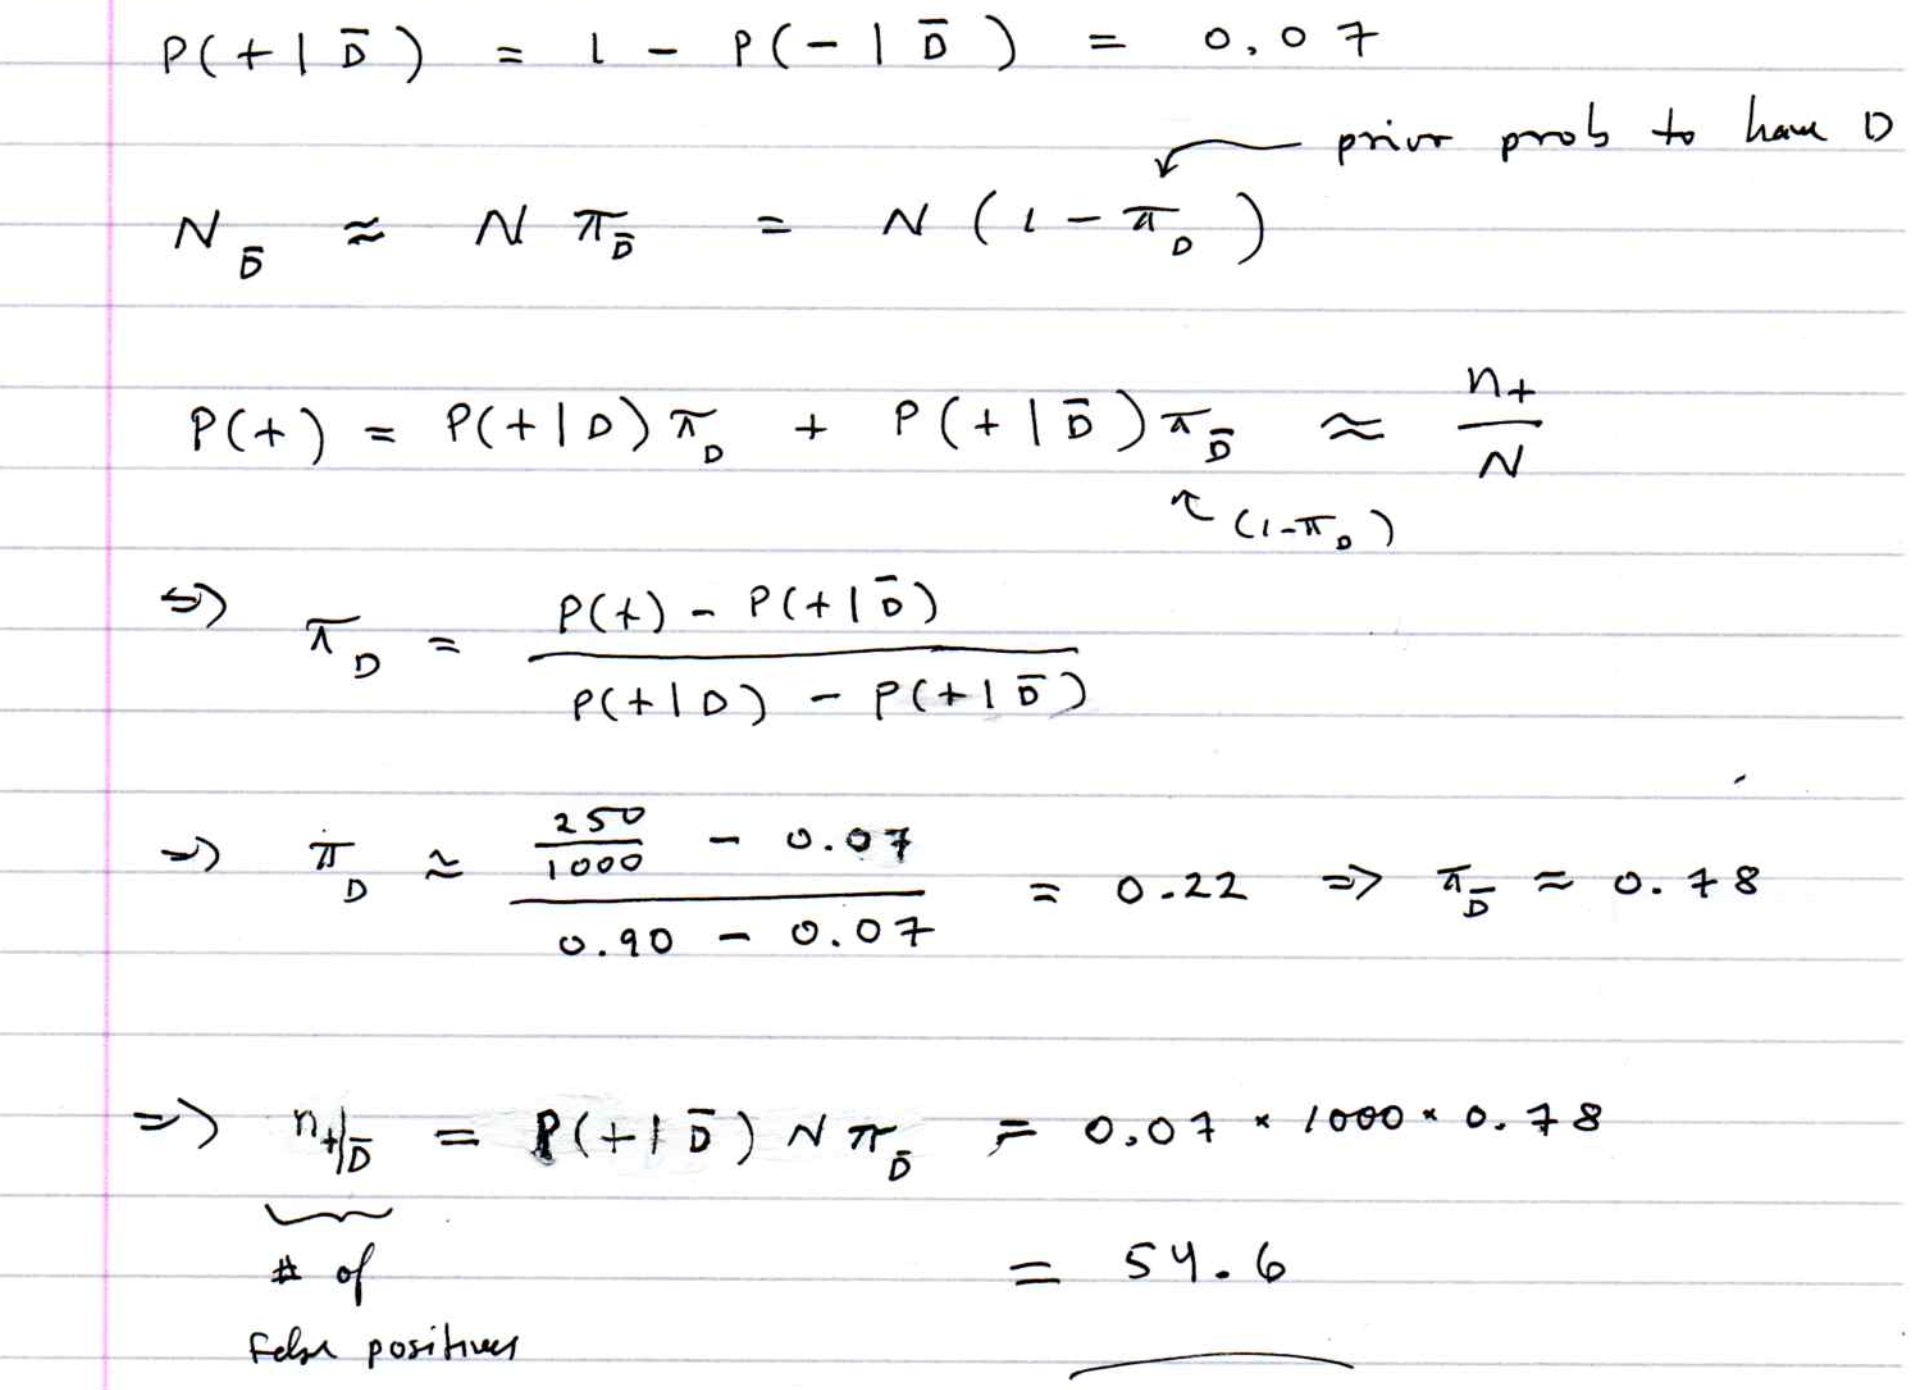 P(+|D̄) = 1 - P(-|D̄) = 0.07
prior prob to have D
N_D̄ ≈ N π_D̄ = N (1 - π_D)
P(+) = P(+|D) π_D + P(+|D̄) π_D̄ ≈ n+/N
(1-π_D)
=> π_D = (P(+) - P(+|D̄)) / (P(+|D) - P(+|D̄))
=> π_D ≈ (250/1000 - 0.07) / (0.90 - 0.07) = 0.22 => π_D̄ ≈ 0.78
=> n_+|D̄ = P(+|D̄) N π_D̄ = 0.07 * 1000 * 0.78
# of
= 54.6
False positives